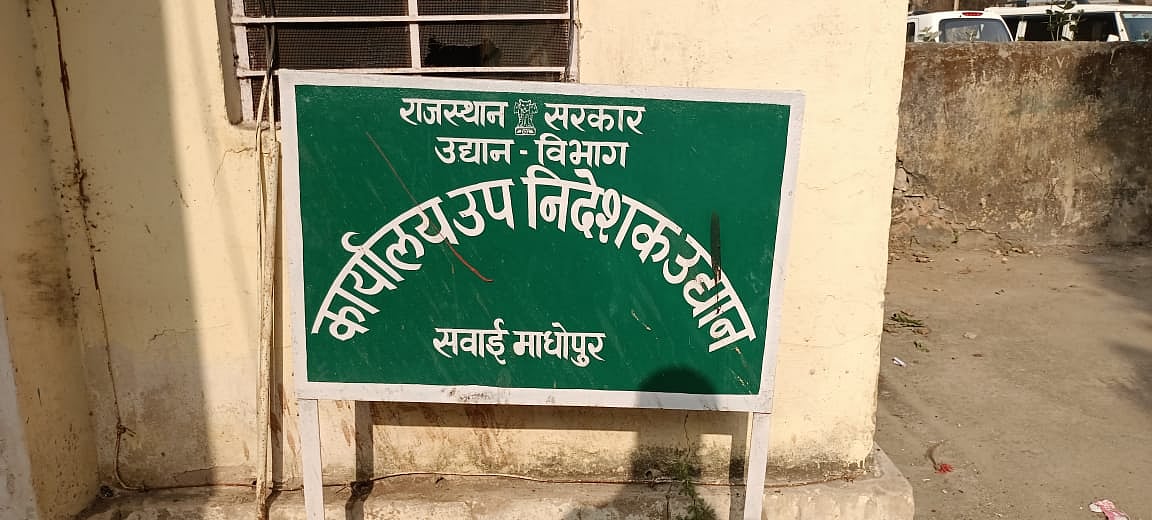 राजस्थान सरकार
उद्यान - विभाग
कार्यालय उप निदेशक उद्यान
सवाई माधोपुर